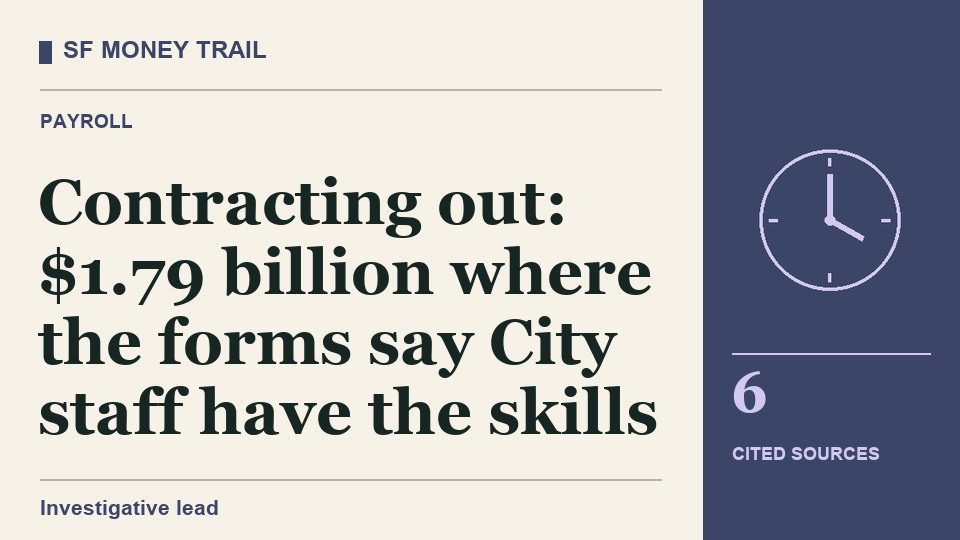 SF MONEY TRAIL
PAYROLL
Contracting out:
$1.79 billion where
the forms say City
staff have the skills
Investigative lead
6
CITED SOURCES